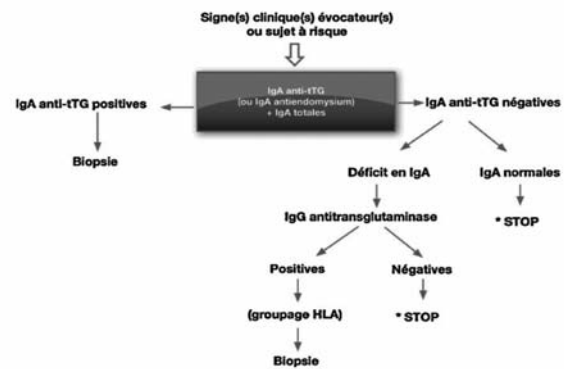 Signe(s) clinique(s) évocateur(s)
ou sujet à risque
IgA anti-tTG
(ou IgA antiendomysium)
+ IgA totales
IgA anti-tTG positives
IgA anti-tTG négatives
Biopsie
Déficit en IgA
IgA normales
IgG antitransglutaminase
* STOP
Positives
Négatives
(groupage HLA)
* STOP
Biopsie